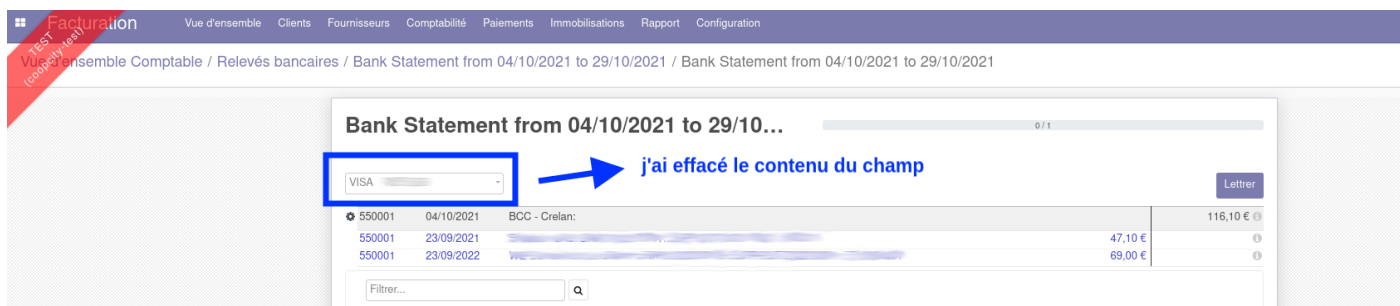 Facturation Vue d'ensemble Clients Fournisseurs Comptabilité Paiements Immobilisations Rapport Configuration
TEST
(coopcity-test)
Vue d'ensemble Comptable / Relevés bancaires / Bank Statement from 04/10/2021 to 29/10/2021 / Bank Statement from 04/10/2021 to 29/10/2021
Bank Statement from 04/10/2021 to 29/10... 0 / 1
j'ai effacé le contenu du champ
VISA
Lettrer
550001 04/10/2021 BCC - Crelan: 116,10 €
550001 23/09/2021 47,10 €
550001 23/09/2022 69,00 €
Filtrer...